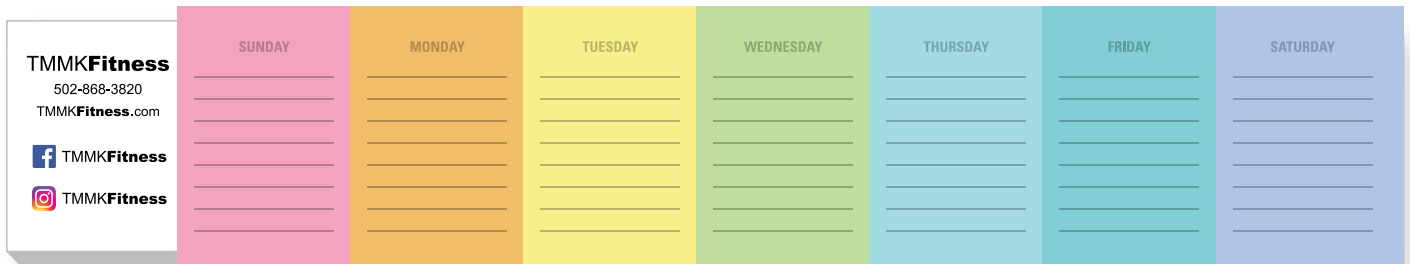 TMMKFitness
502-868-3820
TMMKFitness.com
TMMKFitness
TMMKFitness
SUNDAY
MONDAY
TUESDAY
WEDNESDAY
THURSDAY
FRIDAY
SATURDAY